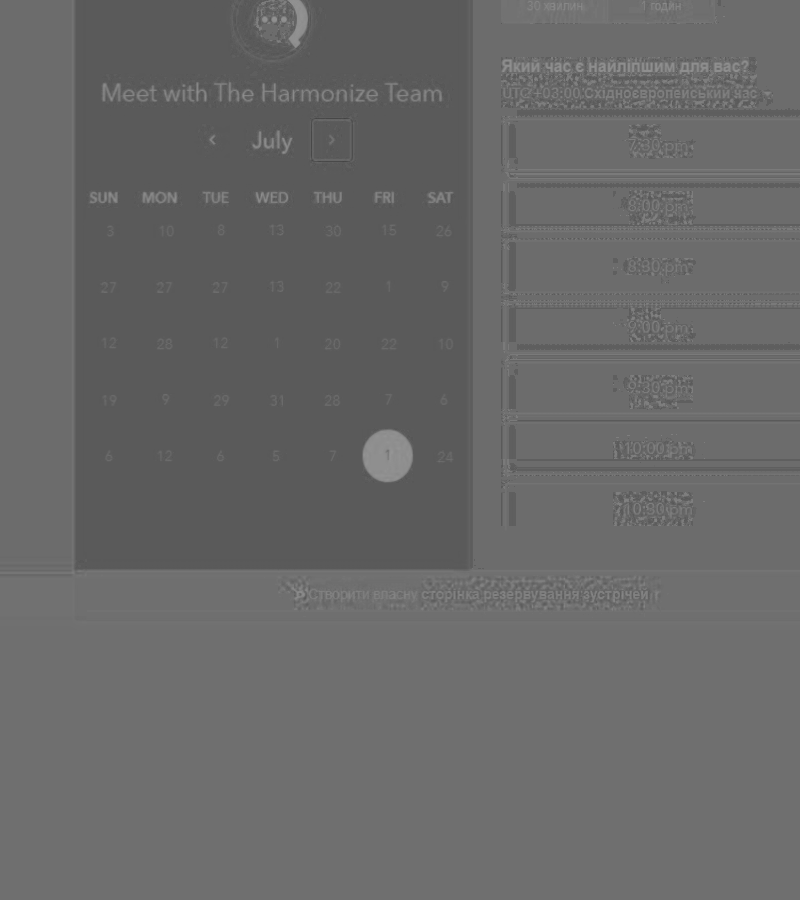 30 хвилин 1 годин
Meet with The Harmonize Team
‹ July ›
SUN MON TUE WED THU FRI SAT
3 10 8 13 30 15 26
27 27 27 13 22 1 9
12 28 12 1 20 22 10
19 9 29 31 28 7 6
6 12 6 5 7 1 24
Який час є найліпшим для вас?
UTC +03:00 Східноєвропейський час
7:30 pm
8:00 pm
8:30 pm
9:00 pm
9:30 pm
10:00 pm
10:30 pm
Створити власну сторінка резервування зустрічей